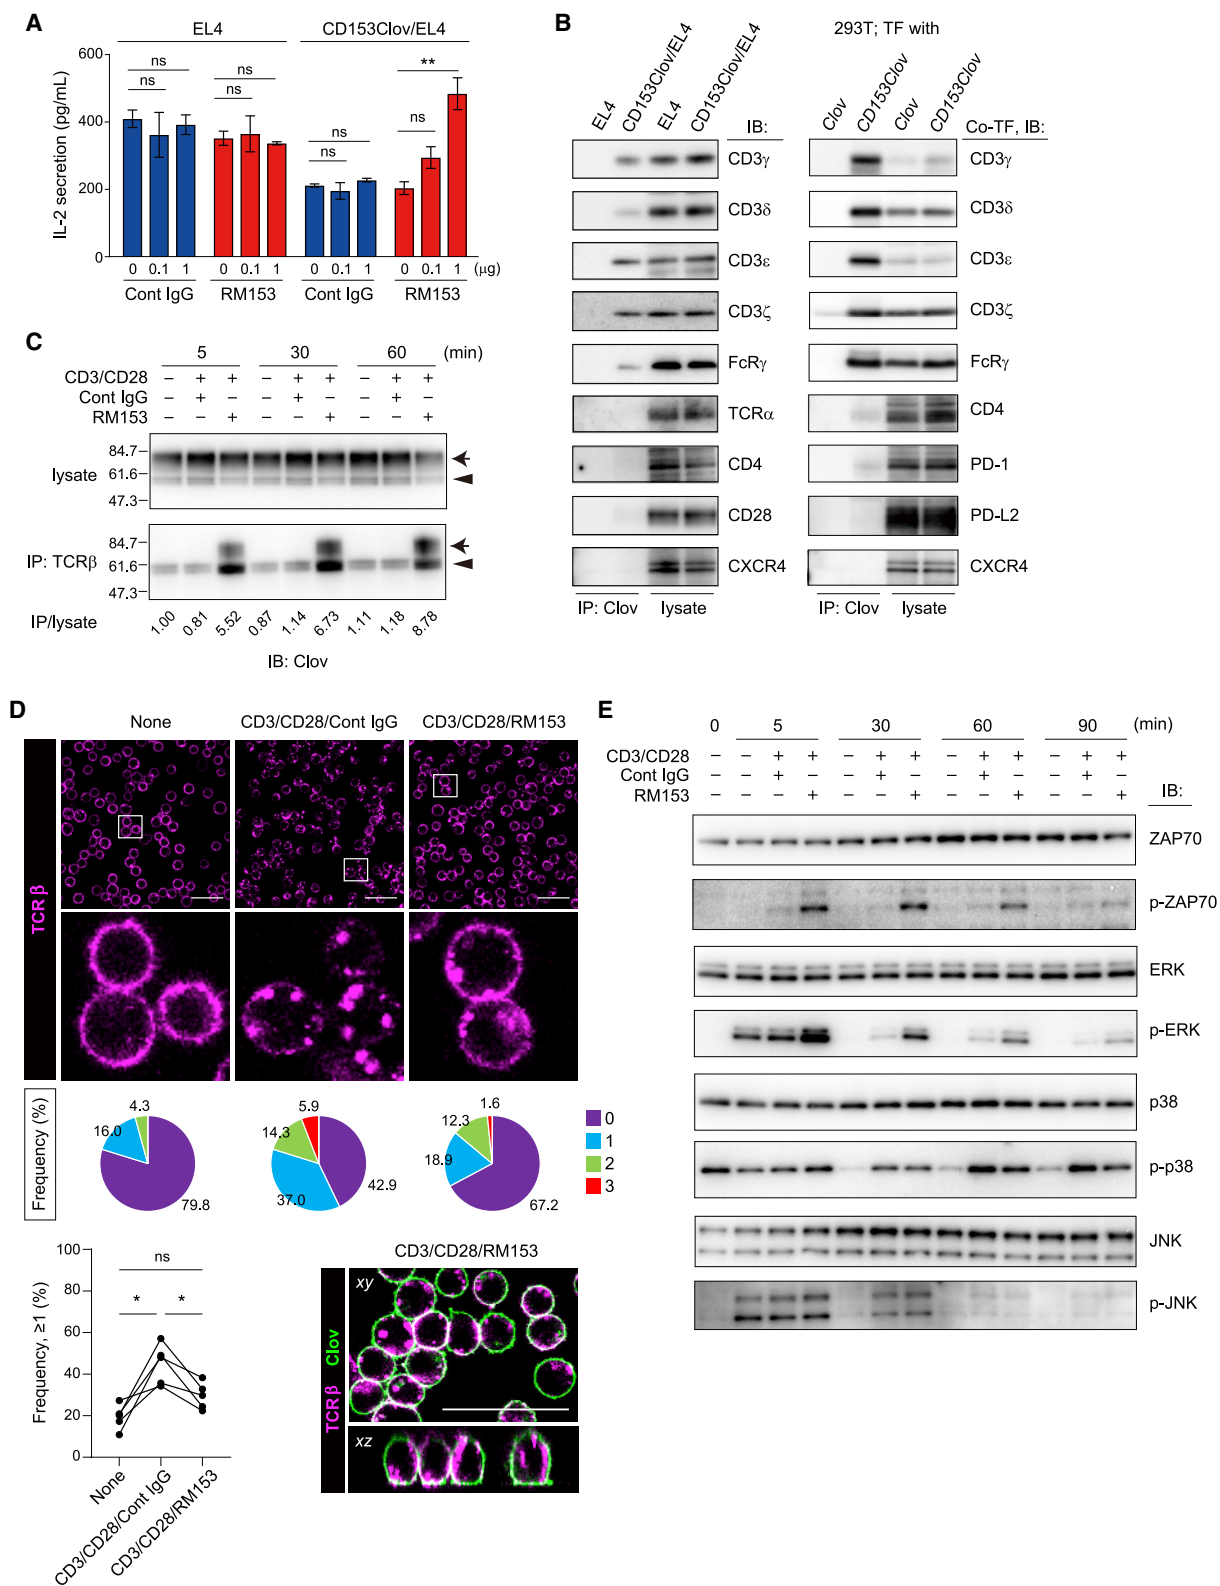 A
EL4
CD153Clov/EL4
IL-2 secretion (pg/mL)
600
400
200
0
ns
ns
ns
ns
ns
ns
ns
**
0 0.1 1 0 0.1 1 0 0.1 1 0 0.1 1 (μg)
Cont IgG RM153 Cont IgG RM153
B
EL4
CD153Clov/EL4
EL4
CD153Clov/EL4
IB:
CD3γ
CD3δ
CD3ε
CD3ζ
FcRγ
TCRα
CD4
CD28
CXCR4
IP: Clov lysate
293T; TF with
Clov
CD153Clov
Clov
CD153Clov
Co-TF, IB:
CD3γ
CD3δ
CD3ε
CD3ζ
FcRγ
CD4
PD-1
PD-L2
CXCR4
IP: Clov lysate
C
5 30 60 (min)
CD3/CD28 – + + – + + – + +
Cont IgG – + – – + – – + –
RM153 – – + – – + – – +
lysate
84.7
61.6
47.3
IP: TCRβ
84.7
61.6
47.3
IP/lysate 1.00 0.81 5.52 0.87 1.14 6.73 1.11 1.18 8.78
IB: Clov
D
None CD3/CD28/Cont IgG CD3/CD28/RM153
TCRβ
Frequency (%)
4.3
16.0
79.8
5.9
14.3
37.0
42.9
1.6
12.3
18.9
67.2
0
1
2
3
Frequency, ≥1 (%)
100
80
60
40
20
0
ns
* *
None
CD3/CD28/Cont IgG
CD3/CD28/RM153
CD3/CD28/RM153
TCRβ Clov
xy
xz
E
0 5 30 60 90 (min)
CD3/CD28 – – + + – + + – + + – + +
Cont IgG – – + – – + – – + – – + –
RM153 – – – + – – + – – + – – +
IB:
ZAP70
p-ZAP70
ERK
p-ERK
p38
p-p38
JNK
p-JNK